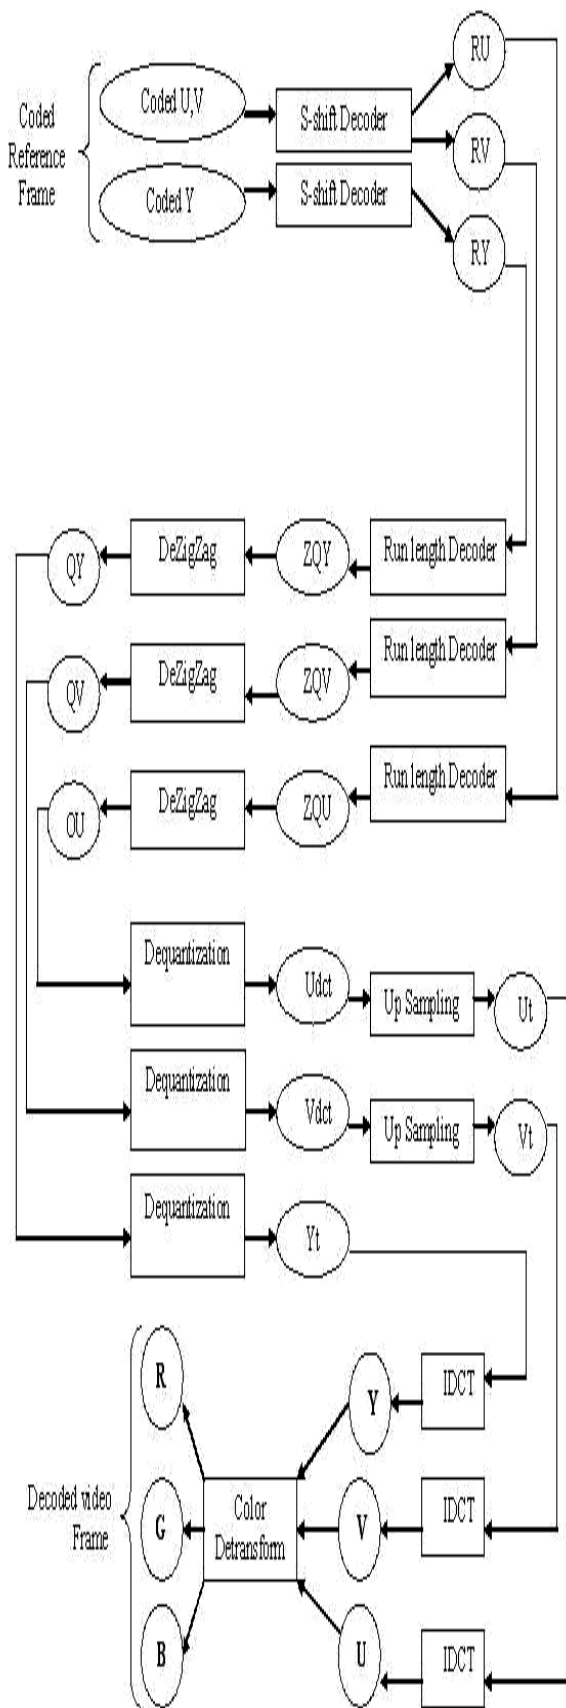 RU
Coded U,V
S-shift Decoder
Coded
Reference
Frame
RV
Coded Y
S-shift Decoder
RY
QY
DeZigZag
ZQY
Run length Decoder
QV
DeZigZag
ZQV
Run length Decoder
OU
DeZigZag
ZQU
Run length Decoder
Dequantization
Udct
Up Sampling
Ut
Dequantization
Vdct
Up Sampling
Vt
Dequantization
Yt
R
Y
IDCT
Decoded video
Frame
G
Color
Detransform
V
IDCT
B
U
IDCT